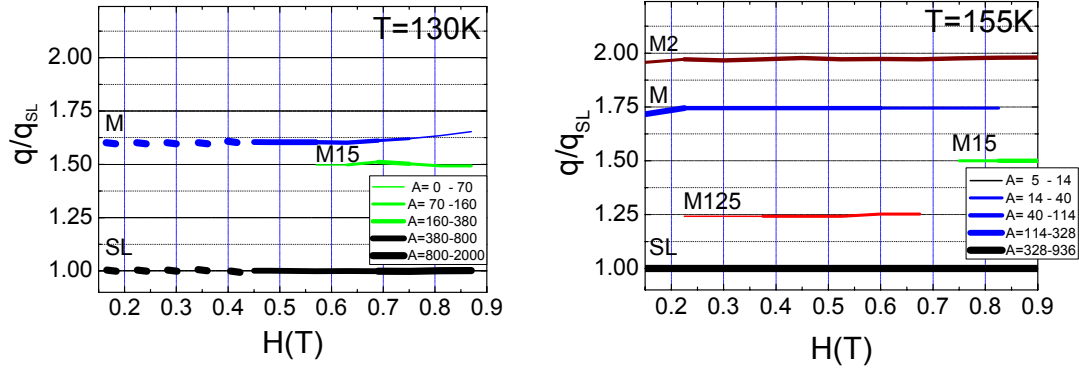 T=130K
q/qSL
2.00
1.75
1.50
1.25
1.00
M
M15
SL
A= 0 - 70
A= 70 -160
A=160-380
A=380-800
A=800-2000
0.2 0.3 0.4 0.5 0.6 0.7 0.8 0.9
H(T)
T=155K
q/qSL
2.00
1.75
1.50
1.25
1.00
M2
M
M15
M125
SL
A= 5 - 14
A= 14 - 40
A= 40 -114
A=114-328
A=328-936
0.2 0.3 0.4 0.5 0.6 0.7 0.8 0.9
H(T)